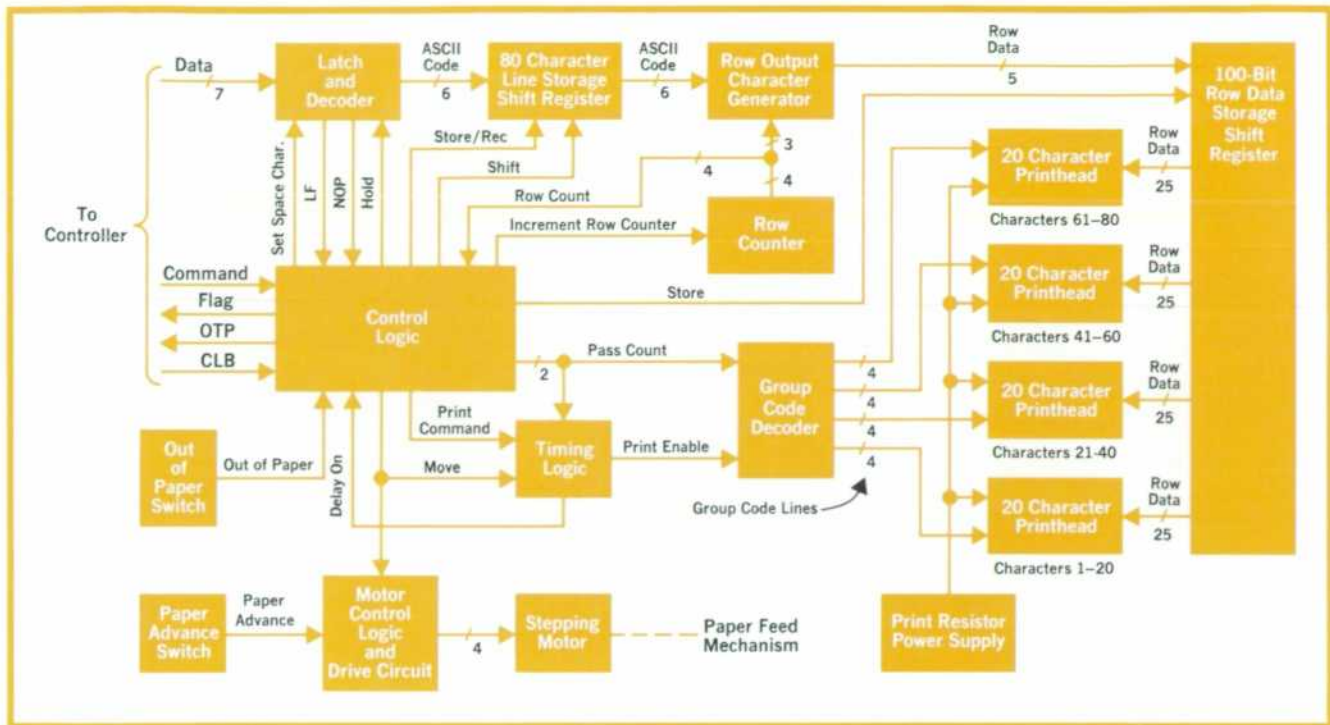 Data
7
Latch
and
Decoder
ASCII
Code
6
80 Character
Line Storage
Shift Register
ASCII
Code
6
Row Output
Character
Generator
Row
Data
5
100-Bit
Row Data
Storage
Shift
Register
Set Space Char.
LF
NOP
Hold
Store/Rec
Shift
Row Count
4
3
4
Increment Row Counter
Row
Counter
To
Controller
Command
Flag
OTP
CLB
Control
Logic
Store
2
Pass Count
20 Character
Printhead
Row
Data
25
Characters 61–80
20 Character
Printhead
Row
Data
25
Characters 41–60
20 Character
Printhead
Row
Data
25
Characters 21-40
20 Character
Printhead
Row
Data
25
Characters 1–20
Group
Code
Decoder
4
4
4
4
Group Code Lines
Print
Command
Timing
Logic
Print Enable
Move
Delay On
Out
of
Paper
Switch
Out of Paper
Paper
Advance
Switch
Paper
Advance
Motor
Control
Logic
and
Drive Circuit
4
Stepping
Motor
Paper Feed
Mechanism
Print Resistor
Power Supply